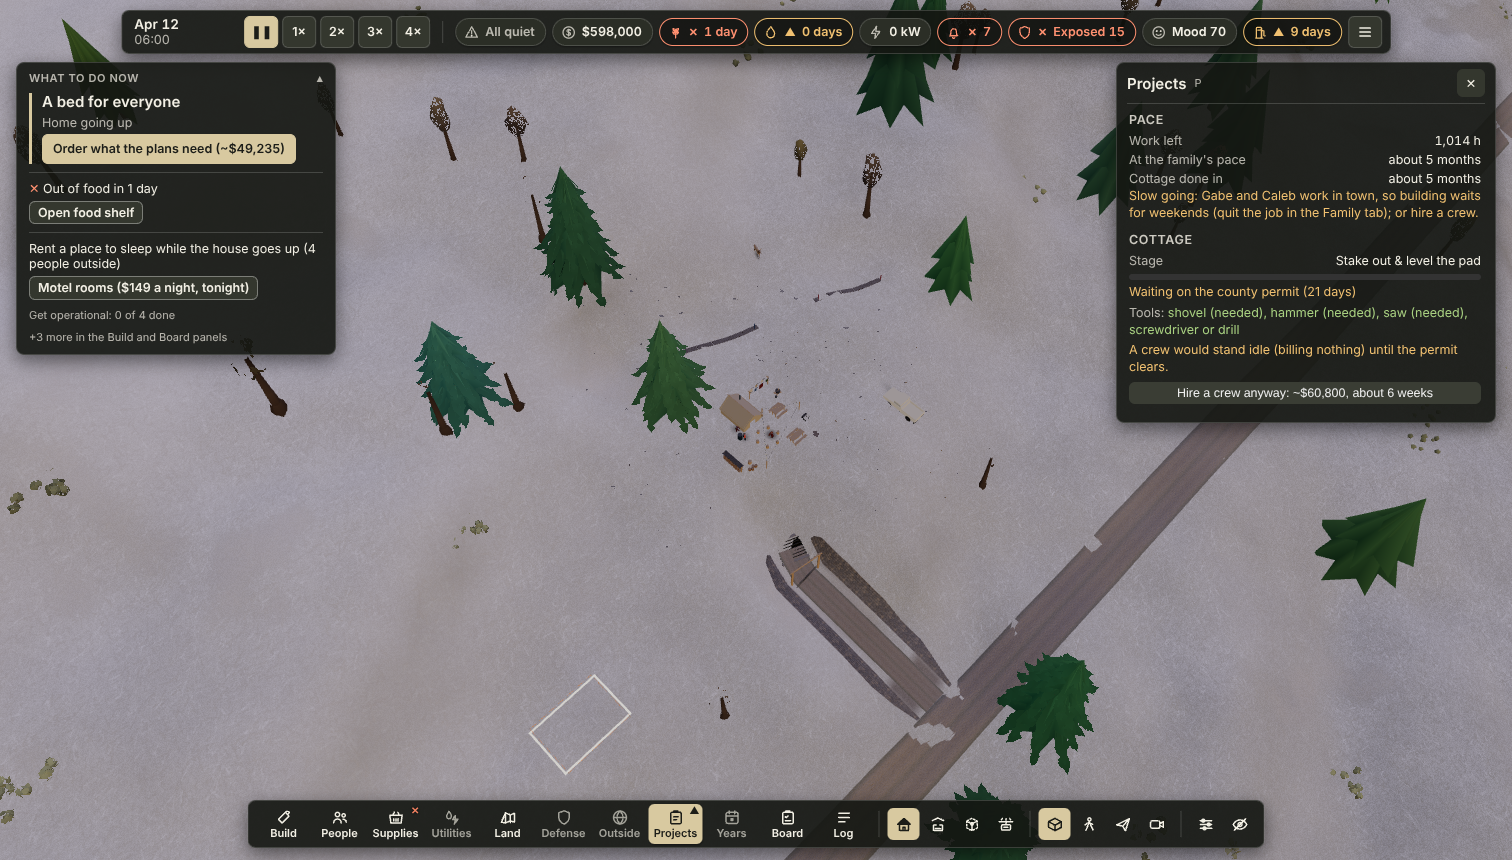 Apr 12
06:00
1×
2×
3×
4×
All quiet
$598,000
× 1 day
▲ 0 days
0 kW
× 7
× Exposed 15
Mood 70
▲ 9 days
WHAT TO DO NOW
A bed for everyone
Home going up
Order what the plans need (~$49,235)
× Out of food in 1 day
Open food shelf
Rent a place to sleep while the house goes up (4
people outside)
Motel rooms ($149 a night, tonight)
Get operational: 0 of 4 done
+3 more in the Build and Board panels
Projects P
PACE
Work left 1,014 h
At the family's pace about 5 months
Cottage done in about 5 months
Slow going: Gabe and Caleb work in town, so building waits
for weekends (quit the job in the Family tab); or hire a crew.
COTTAGE
Stage Stake out & level the pad
Waiting on the county permit (21 days)
Tools: shovel (needed), hammer (needed), saw (needed),
screwdriver or drill
A crew would stand idle (billing nothing) until the permit
clears.
Hire a crew anyway: ~$60,800, about 6 weeks
Build
People
Supplies
Utilities
Land
Defense
Outside
Projects
Years
Board
Log